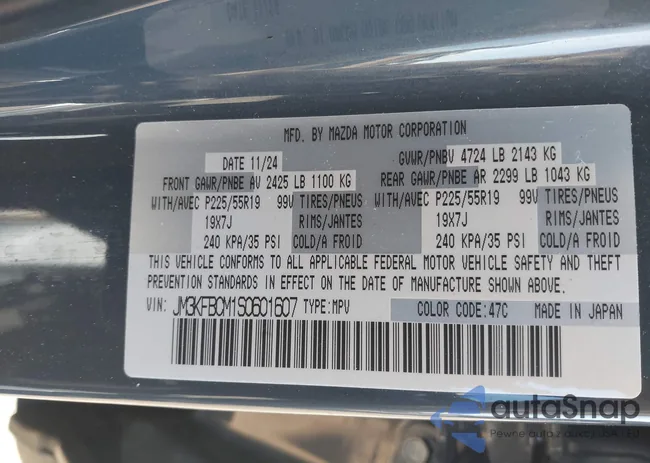 MFD. BY MAZDA MOTOR CORPORATION
DATE 11/24 GVWR/PNBV 4724 LB 2143 KG
FRONT GAWR/PNBE AV 2425 LB 1100 KG REAR GAWR/PNBE AR 2299 LB 1043 KG
WITH/AVEC P225/55R19 99V TIRES/PNEUS WITH/AVEC P225/55R19 99V TIRES/PNEUS
19X7J RIMS/JANTES 19X7J RIMS/JANTES
240 KPA/35 PSI COLD/A FROID 240 KPA/35 PSI COLD/A FROID
THIS VEHICLE CONFORMS TO ALL APPLICABLE FEDERAL MOTOR VEHICLE SAFETY AND THEFT
PREVENTION STANDARDS IN EFFECT ON THE DATE OF MANUFACTURE SHOWN ABOVE.
VIN: JM3KFBCM1S0601607 TYPE:MPV COLOR CODE:47C MADE IN JAPAN
autoSnap